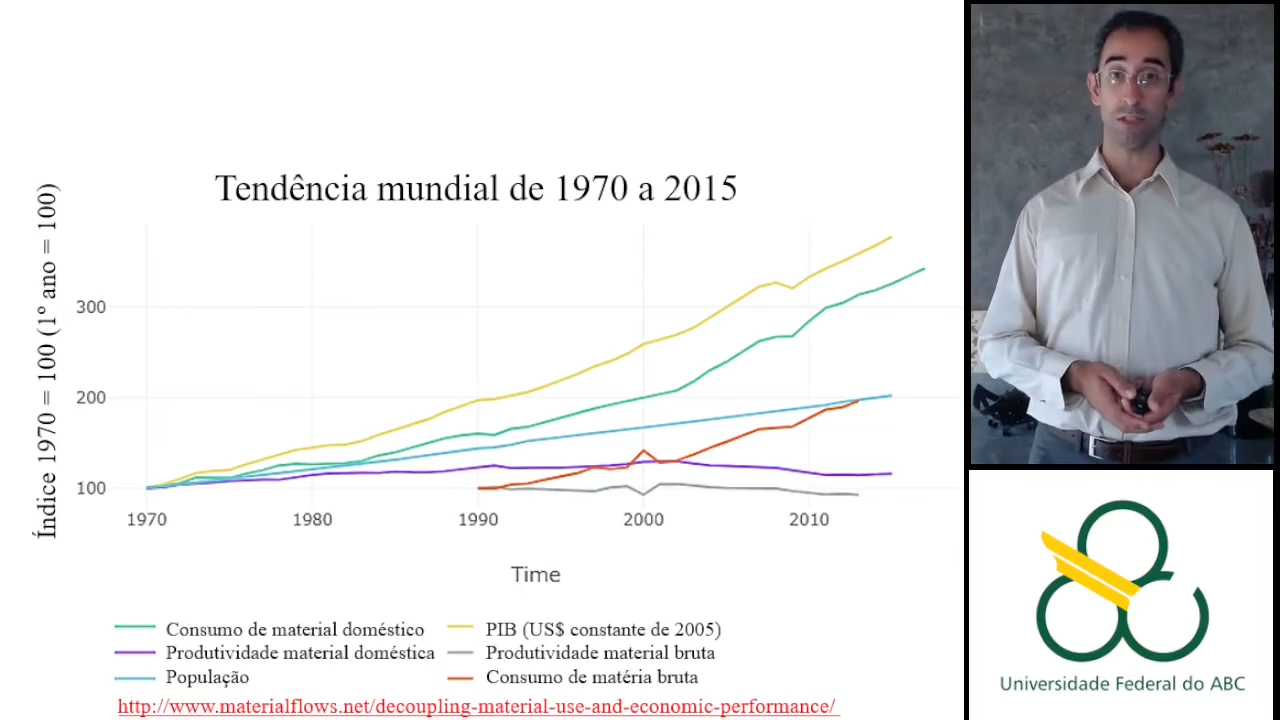 Tendência mundial de 1970 a 2015
Índice 1970 = 100 (1º ano = 100)
300
200
100
1970 1980 1990 2000 2010
Time
Consumo de material doméstico
PIB (US$ constante de 2005)
Produtividade material doméstica
Produtividade material bruta
População
Consumo de matéria bruta
http://www.materialflows.net/decoupling-material-use-and-economic-performance/
Universidade Federal do ABC